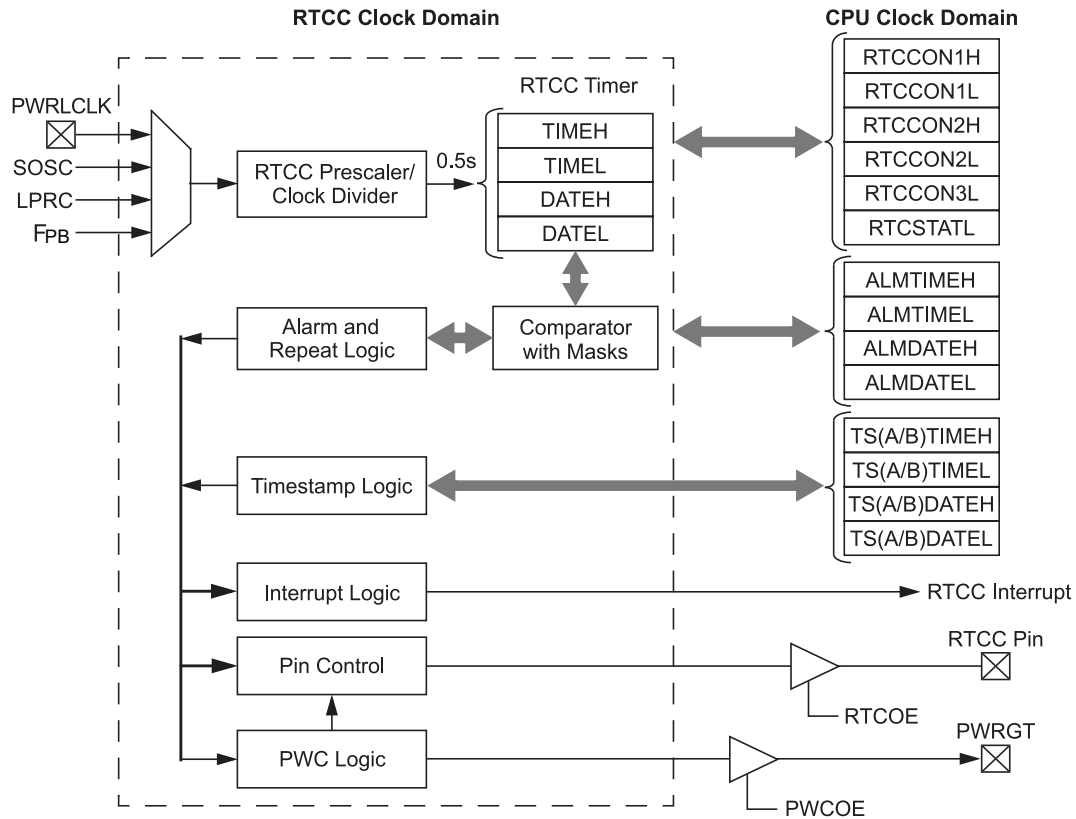 RTCC Clock Domain
CPU Clock Domain
PWRLCLK
SOSC
LPRC
FPB
RTCC Prescaler/
Clock Divider
0.5s
RTCC Timer
TIMEH
TIMEL
DATEH
DATEL
RTCCON1H
RTCCON1L
RTCCON2H
RTCCON2L
RTCCON3L
RTCSTATL
Alarm and
Repeat Logic
Comparator
with Masks
ALMTIMEH
ALMTIMEL
ALMDATEH
ALMDATEL
Timestamp Logic
TS(A/B)TIMEH
TS(A/B)TIMEL
TS(A/B)DATEH
TS(A/B)DATEL
Interrupt Logic
RTCC Interrupt
Pin Control
RTCC Pin
RTCOE
PWC Logic
PWRGT
PWCOE